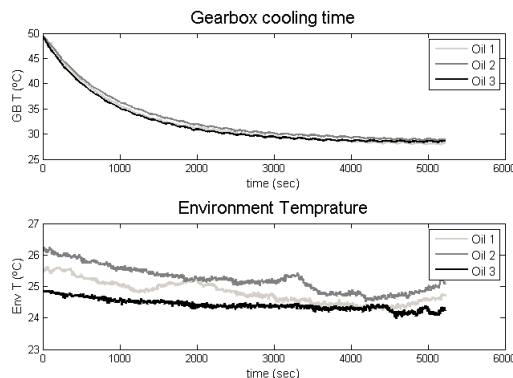 Gearbox cooling time
50
45
40
35
30
25
GB T (ºC)
Oil 1
Oil 2
Oil 3
0 1000 2000 3000 4000 5000 6000
time (sec)
Environment Temprature
27
26
25
24
23
Env T (ºC)
Oil 1
Oil 2
Oil 3
0 1000 2000 3000 4000 5000 6000
time (sec)